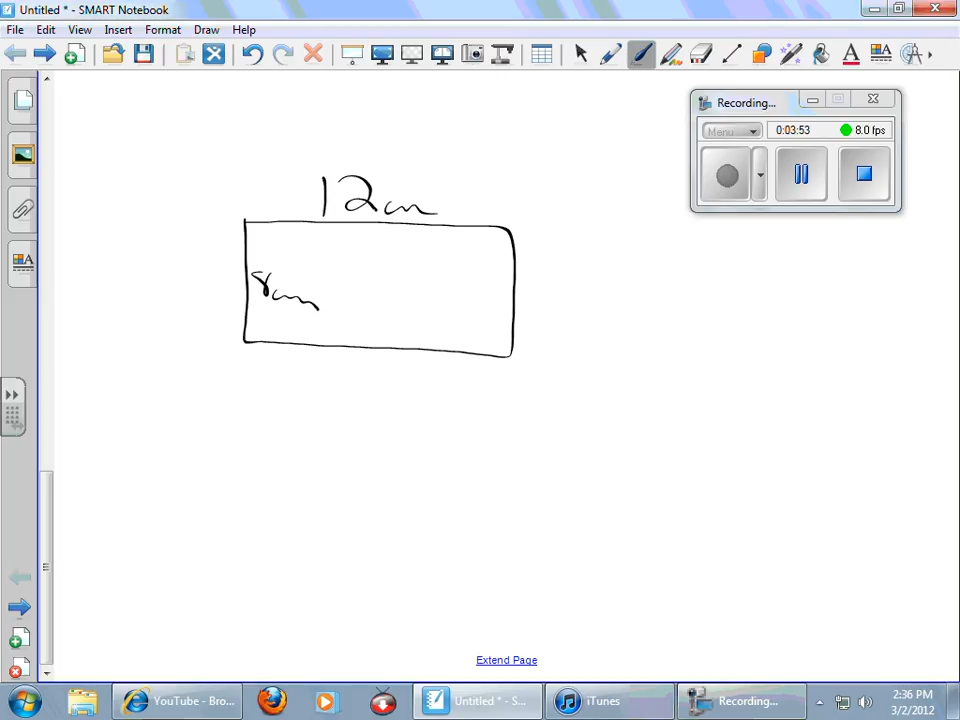 Untitled * - SMART Notebook
File Edit View Insert Format Draw Help
Recording...
Menu 0:03:53 8.0 fps
12cm
8cm
Extend Page
YouTube - Bro... Untitled * - S... iTunes Recording...
2:36 PM
3/2/2012